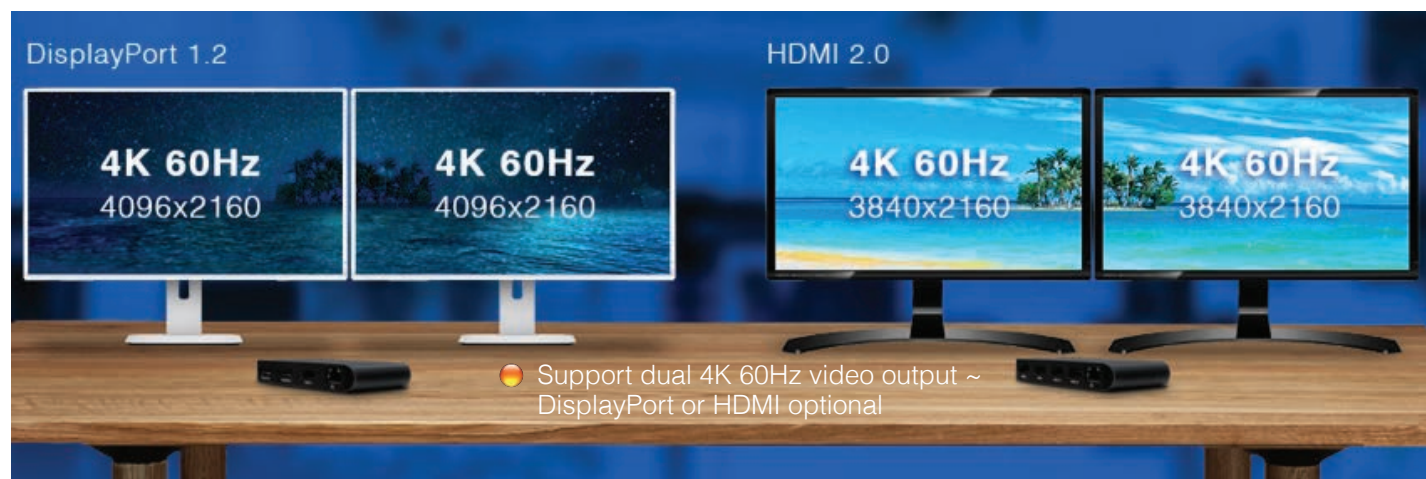 DisplayPort 1.2
HDMI 2.0
4K 60Hz
4096x2160
4K 60Hz
4096x2160
4K 60Hz
3840x2160
4K 60Hz
3840x2160
Support dual 4K 60Hz video output ~
DisplayPort or HDMI optional